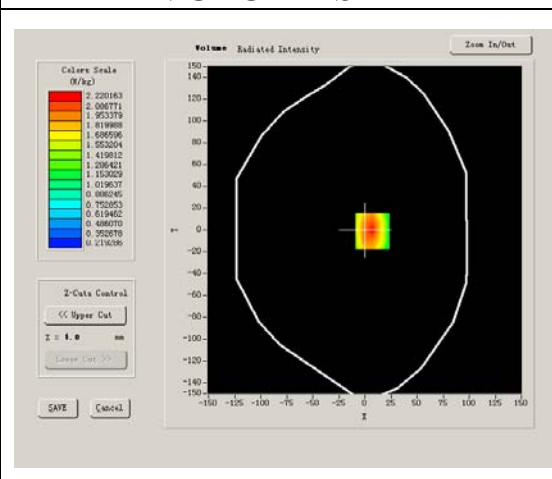 Volume Radiated Intensity
Zoom In/Out
Colors Scale
(W/kg)
2.220163
2.086771
1.953379
1.819988
1.686596
1.553204
1.419812
1.286421
1.153029
1.019637
0.886245
0.752853
0.619462
0.486070
0.352678
0.219286
Z-Cuts Control
<< Upper Cut
Z = 4.0 mm
Lower Cut >>
SAVE Cancel
150
140
120
100
80
60
40
20
0
-20
-40
-60
-80
-100
-120
-140
-150
Y
-150 -125 -100 -75 -50 -25 0 25 50 75 100 125 150
X